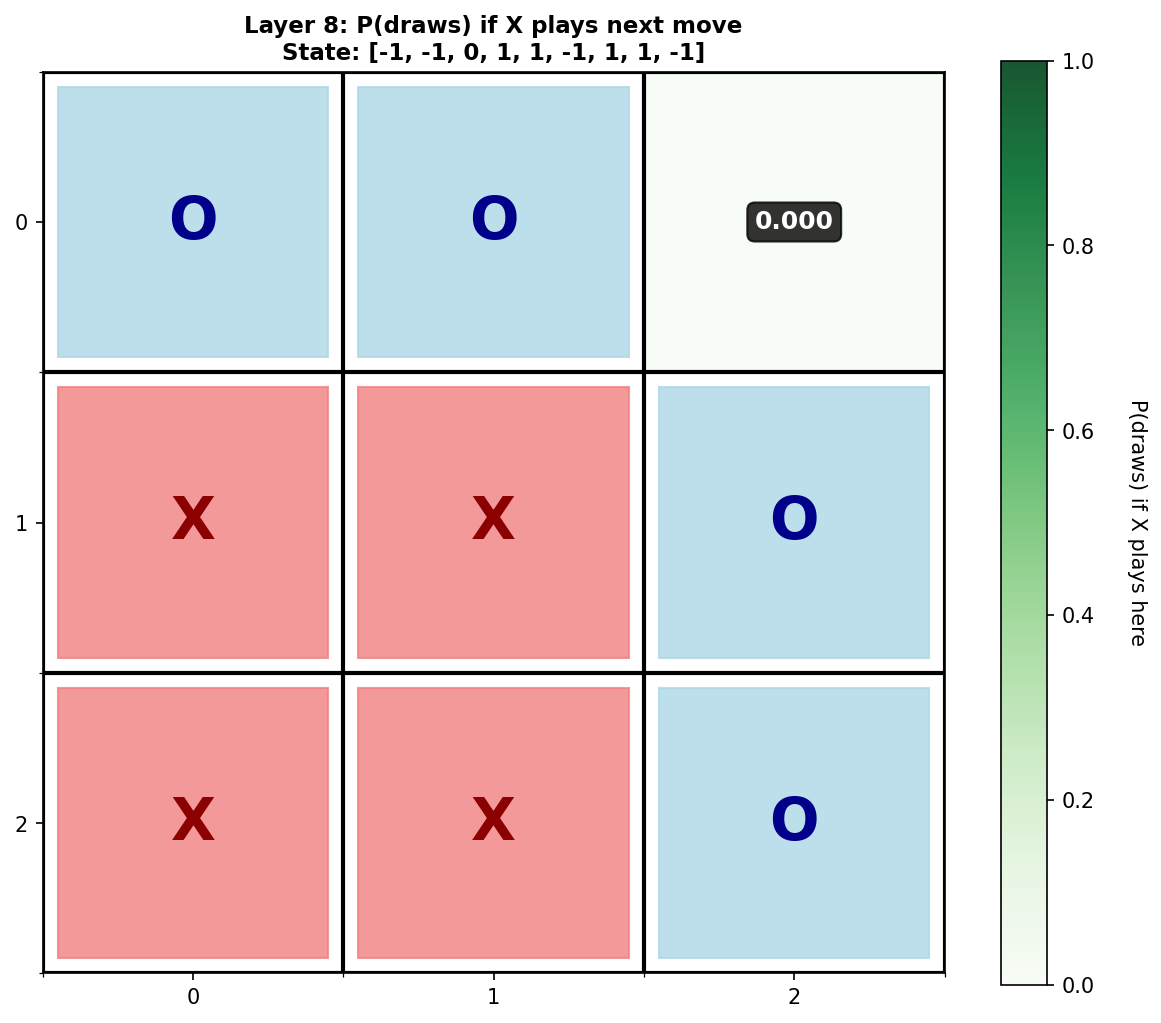 Layer 8: P(draws) if X plays next move
State: [-1, -1, 0, 1, 1, -1, 1, 1, -1]
0
O
O
0.000
1
X
X
O
2
X
X
O
0
1
2
1.0
0.8
0.6
0.4
0.2
0.0
P(draws) if X plays here